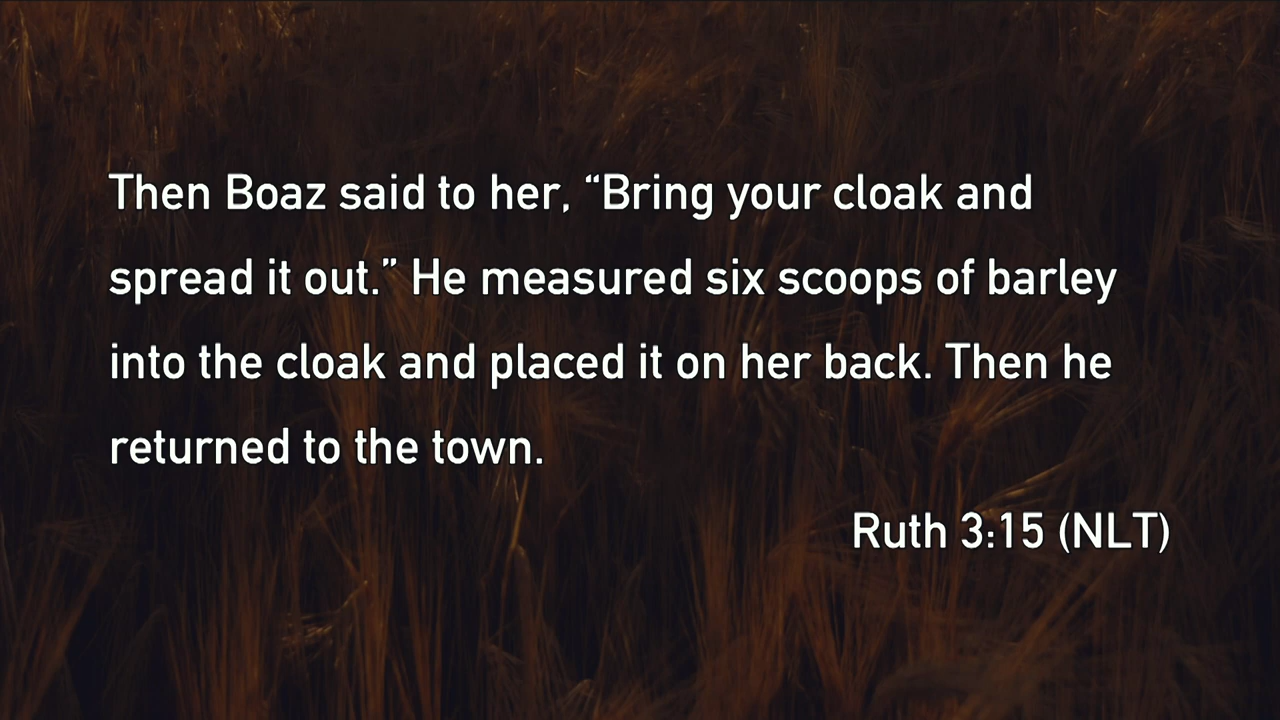 Then Boaz said to her, “Bring your cloak and
spread it out.” He measured six scoops of barley
into the cloak and placed it on her back. Then he
returned to the town.
Ruth 3:15 (NLT)